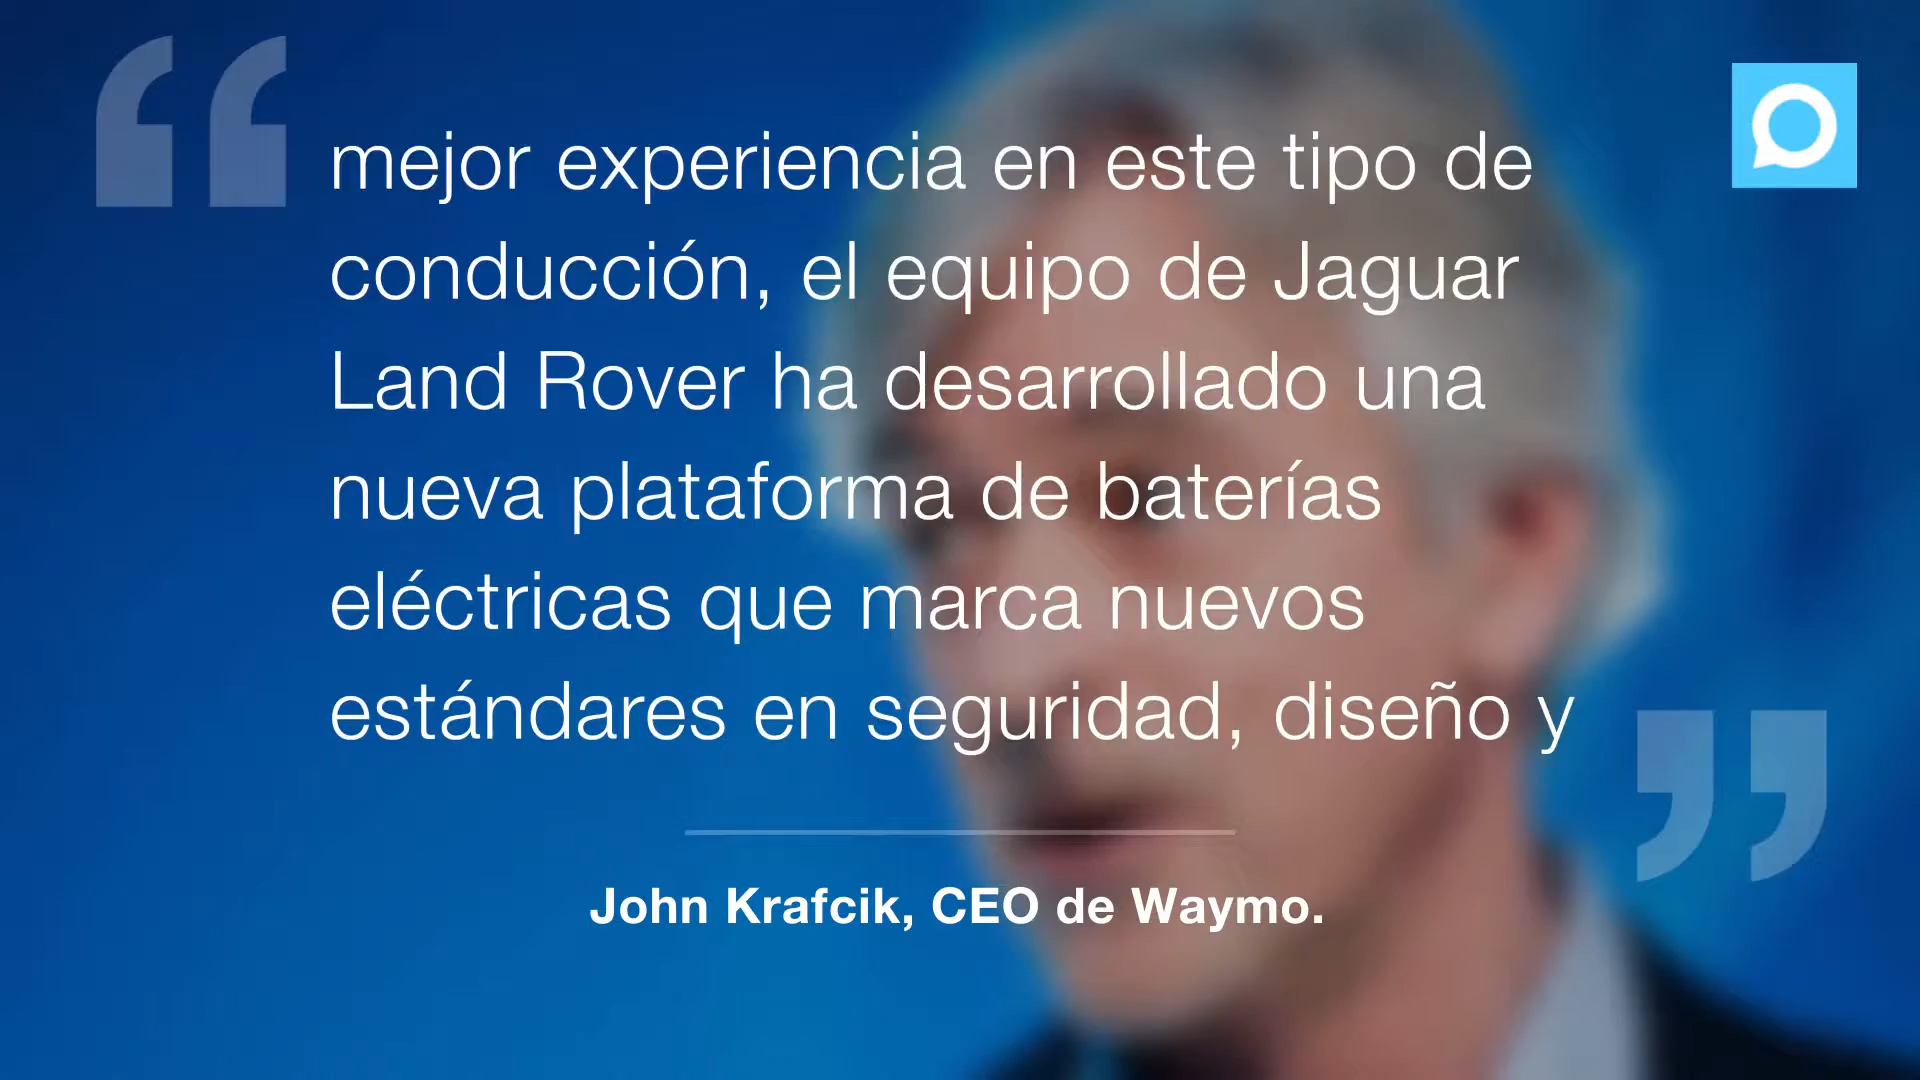 mejor experiencia en este tipo de
conducción, el equipo de Jaguar
Land Rover ha desarrollado una
nueva plataforma de baterías
eléctricas que marca nuevos
estándares en seguridad, diseño y
John Krafcik, CEO de Waymo.